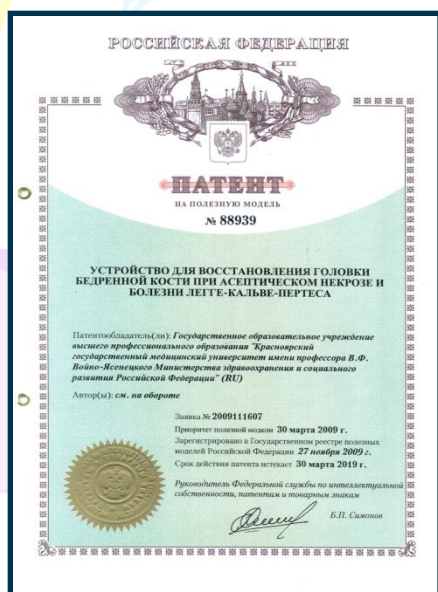 РОССИЙСКАЯ ФЕДЕРАЦИЯ
ПАТЕНТ
НА ПОЛЕЗНУЮ МОДЕЛЬ
№ 88939
УСТРОЙСТВО ДЛЯ ВОССТАНОВЛЕНИЯ ГОЛОВКИ
БЕДРЕННОЙ КОСТИ ПРИ АСЕПТИЧЕСКОМ НЕКРОЗЕ И
БОЛЕЗНИ ЛЕГГЕ-КАЛЬВЕ-ПЕРТЕСА
Патентообладатель(ли): Государственное образовательное учреждение
высшего профессионального образования "Красноярский
государственный медицинский университет имени профессора В.Ф.
Войно-Ясенецкого Министерства здравоохранения и социального
развития Российской Федерации" (RU)
Автор(ы): см. на обороте
Заявка № 2009111607
Приоритет полезной модели 30 марта 2009 г.
Зарегистрировано в Государственном реестре полезных
моделей Российской Федерации 27 ноября 2009 г.
Срок действия патента истекает 30 марта 2019 г.
Руководитель Федеральной службы по интеллектуальной
собственности, патентам и товарным знакам
Б.П. Симонов